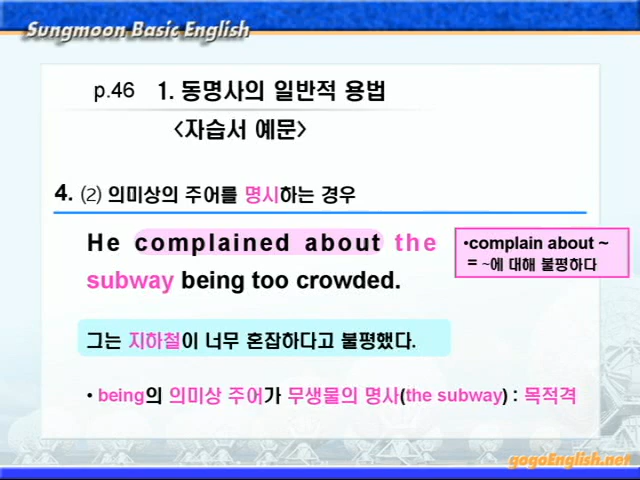 Sungmoon Basic English
p.46 1. 동명사의 일반적 용법
<자습서 예문>
4. (2) 의미상의 주어를 명시하는 경우
He complained about the
subway being too crowded.
•complain about ~
= ~에 대해 불평하다
그는 지하철이 너무 혼잡하다고 불평했다.
• being의 의미상 주어가 무생물의 명사(the subway) : 목적격
gogoEnglish.net